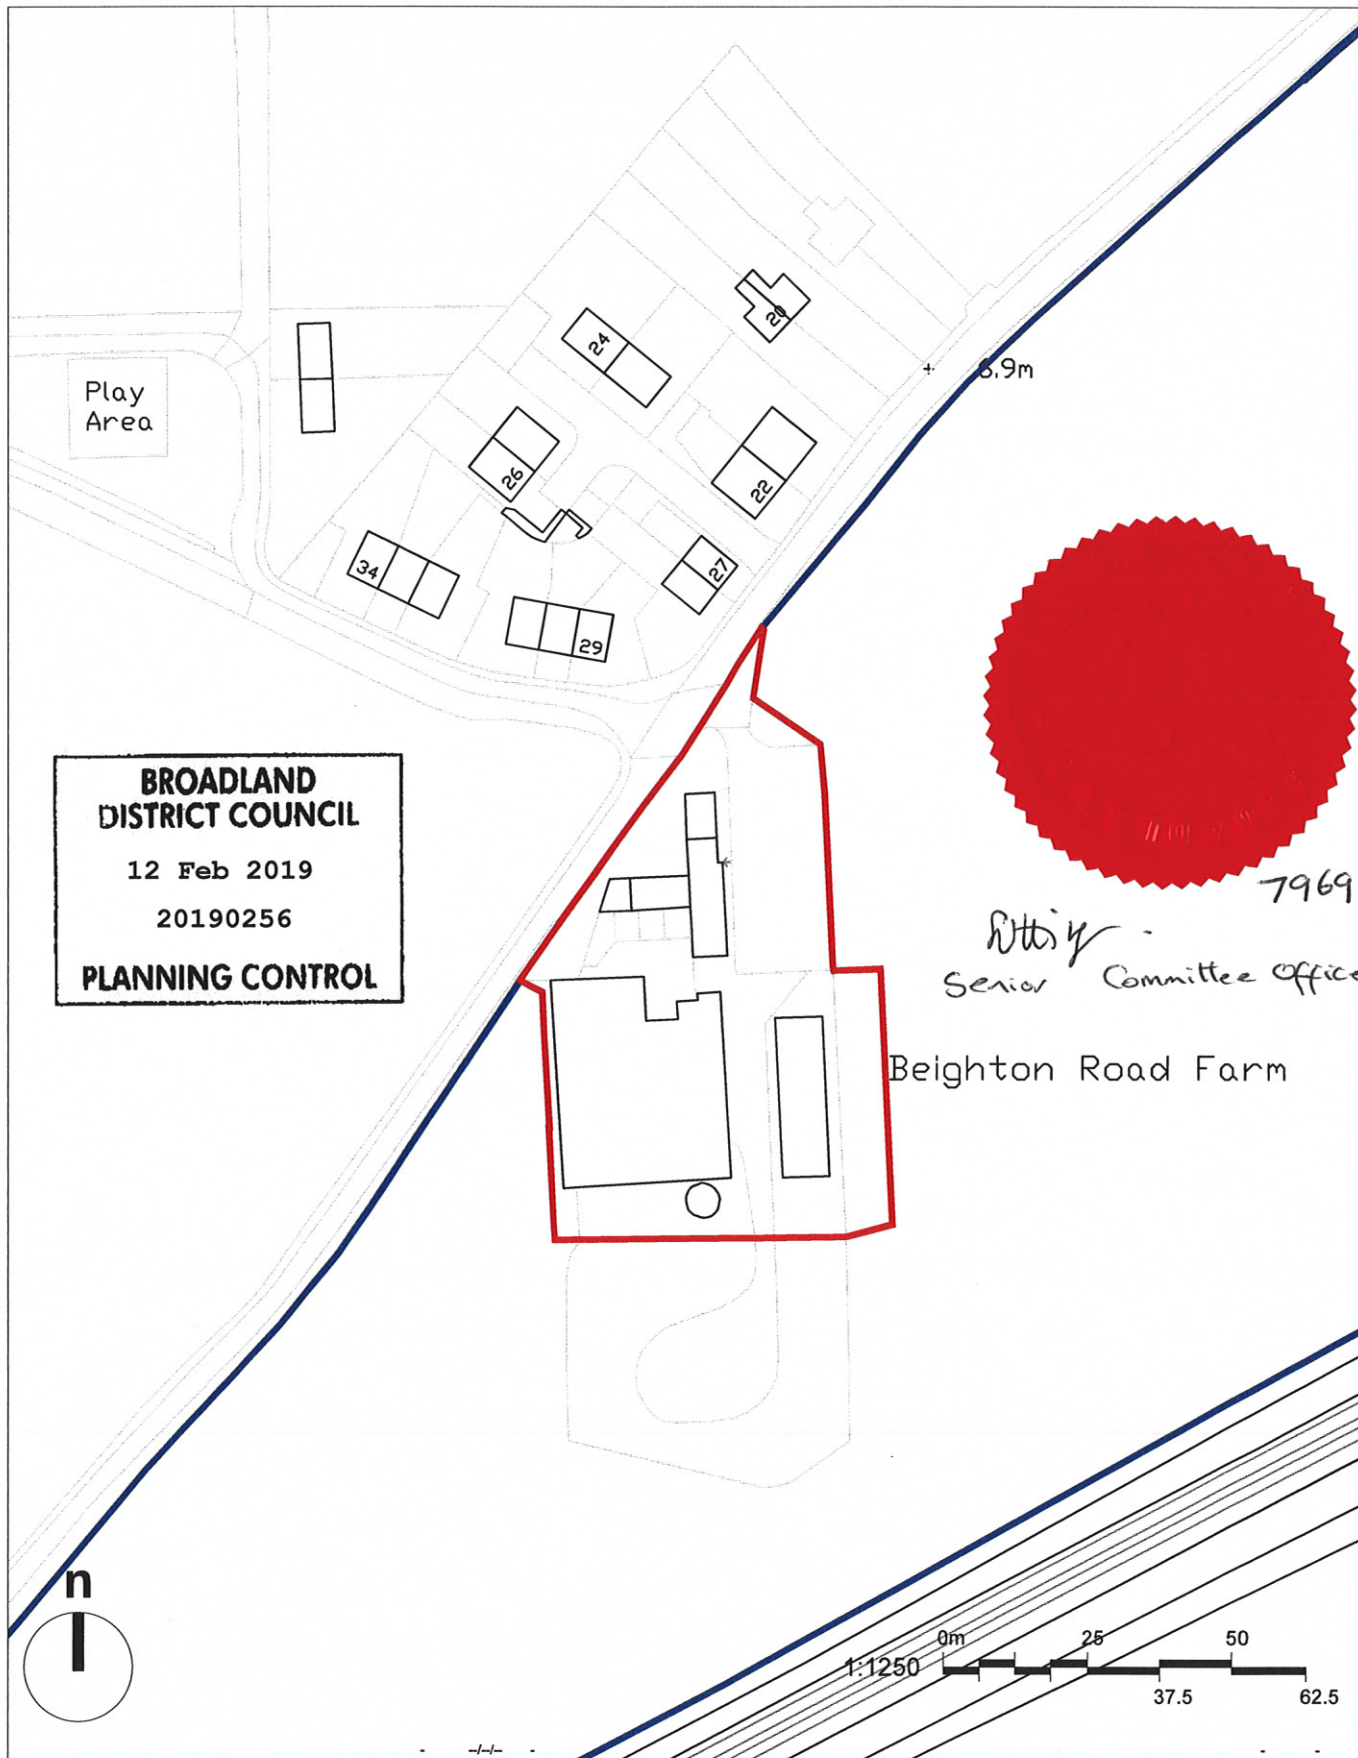 20
24
6.9m
Play
Area
26
22
27
34
29
BROADLAND
DISTRICT COUNCIL
12 Feb 2019
20190256
PLANNING CONTROL
7969
Senior Committee Office
Beighton Road Farm
n
0m 25 50
1:1250
37.5 62.5